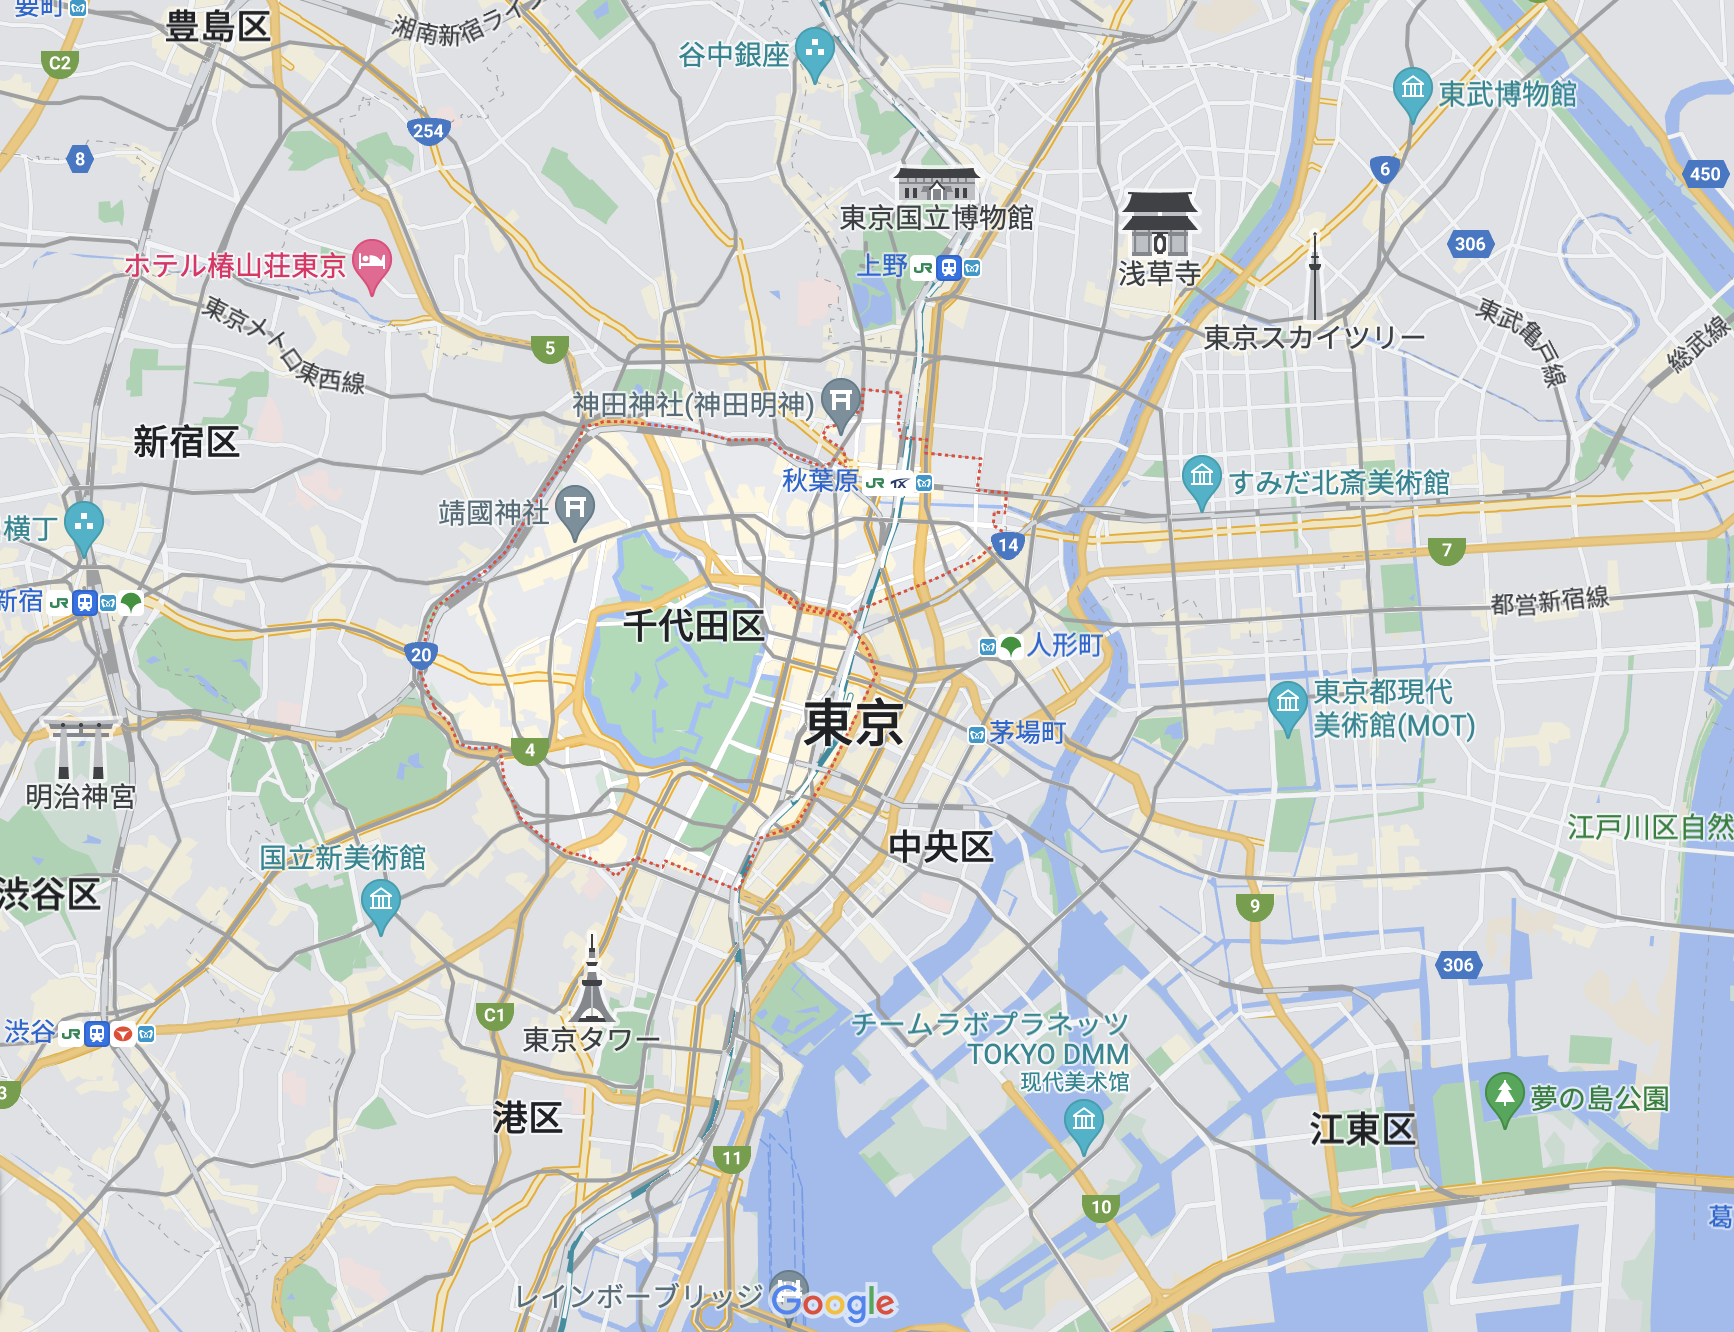 要町
豊島区
湘南新宿ライン
谷中銀座
C2
254
東武博物館
8
6
450
東京国立博物館
306
上野 JR
浅草寺
ホテル椿山荘東京
東京メトロ東西線
5
東京スカイツリー
東武亀戸線
総武線
神田神社(神田明神)
新宿区
秋葉原 JR TX
すみだ北斎美術館
靖國神社
横丁
14
7
新宿 JR
都営新宿線
千代田区
人形町
20
東京都現代
美術館(MOT)
東京
茅場町
4
明治神宮
江戸川区自然
中央区
国立新美術館
渋谷区
9
306
C1
渋谷 JR
東京タワー
チームラボプラネッツ
TOKYO DMM
现代美术馆
3
夢の島公園
港区
江東区
11
10
葛
レインボーブリッジ
Google